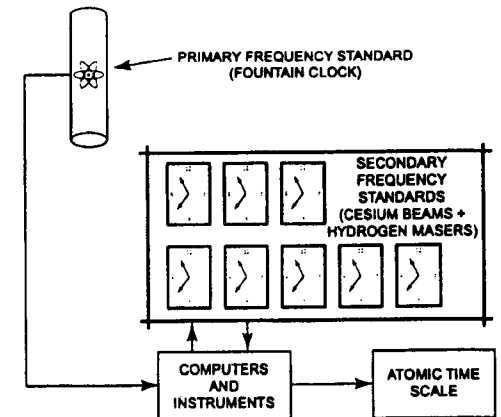 PRIMARY FREQUENCY STANDARD
(FOUNTAIN CLOCK)
SECONDARY
FREQUENCY
STANDARDS
(CESIUM BEAMS +
HYDROGEN MASERS)
COMPUTERS
AND
INSTRUMENTS
ATOMIC TIME
SCALE